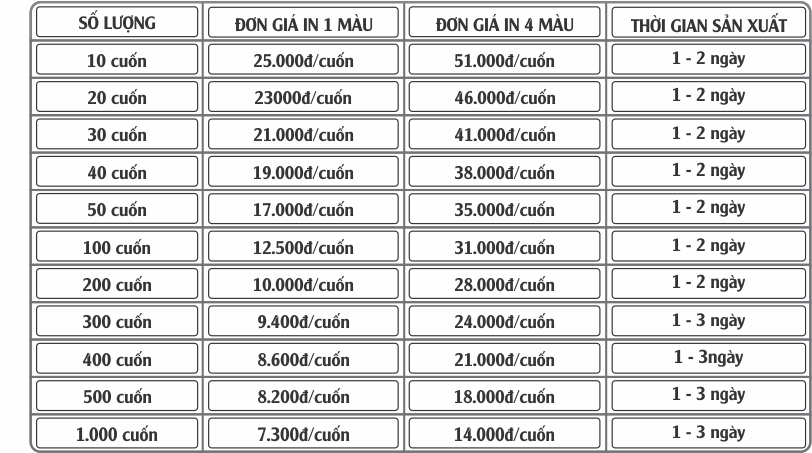 SỐ LƯỢNG ĐƠN GIÁ IN 1 MÀU ĐƠN GIÁ IN 4 MÀU THỜI GIAN SẢN XUẤT
10 cuốn 25.000đ/cuốn 51.000đ/cuốn 1 - 2 ngày
20 cuốn 23000đ/cuốn 46.000đ/cuốn 1 - 2 ngày
30 cuốn 21.000đ/cuốn 41.000đ/cuốn 1 - 2 ngày
40 cuốn 19.000đ/cuốn 38.000đ/cuốn 1 - 2 ngày
50 cuốn 17.000đ/cuốn 35.000đ/cuốn 1 - 2 ngày
100 cuốn 12.500đ/cuốn 31.000đ/cuốn 1 - 2 ngày
200 cuốn 10.000đ/cuốn 28.000đ/cuốn 1 - 2 ngày
300 cuốn 9.400đ/cuốn 24.000đ/cuốn 1 - 3 ngày
400 cuốn 8.600đ/cuốn 21.000đ/cuốn 1 - 3ngày
500 cuốn 8.200đ/cuốn 18.000đ/cuốn 1 - 3 ngày
1.000 cuốn 7.300đ/cuốn 14.000đ/cuốn 1 - 3 ngày